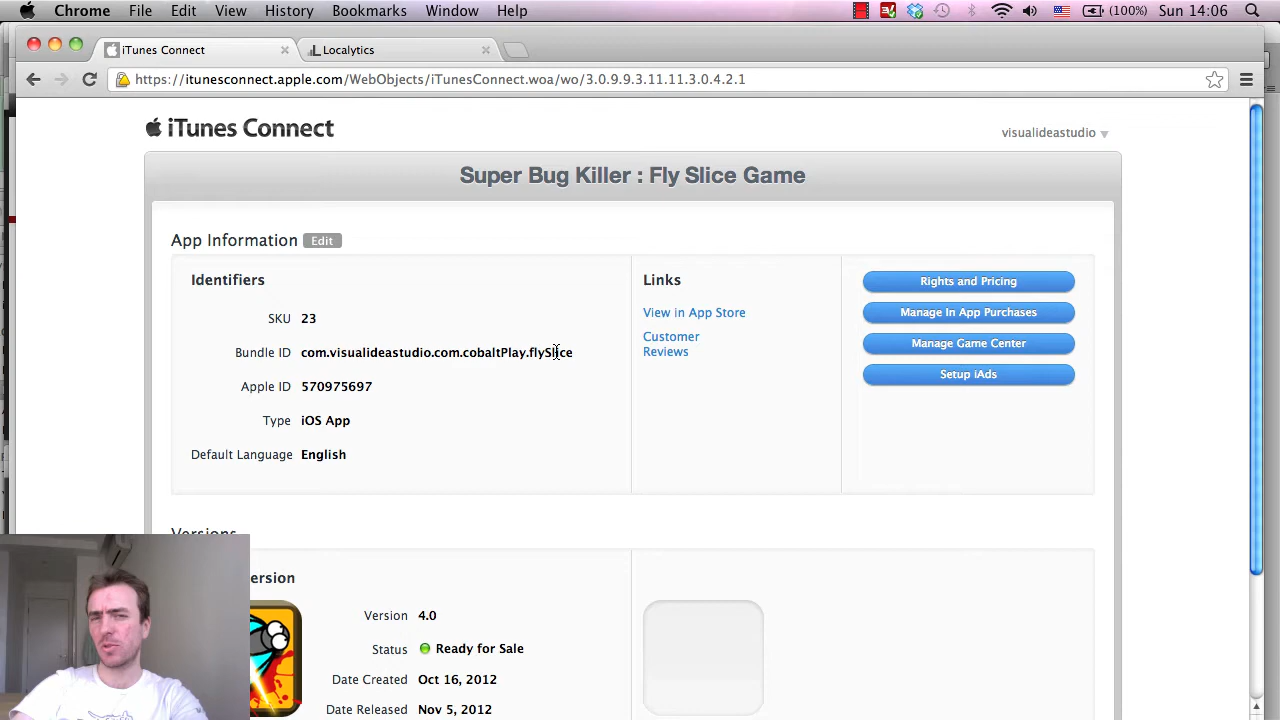 Chrome File Edit View History Bookmarks Window Help (100%) Sun 14:06
iTunes Connect Localytics
https://itunesconnect.apple.com/WebObjects/iTunesConnect.woa/wo/3.0.9.9.3.11.11.3.0.4.2.1
iTunes Connect
visualideastudio
Super Bug Killer : Fly Slice Game
App Information Edit
Identifiers
SKU 23
Bundle ID com.visualideastudio.com.cobaltPlay.flySlice
Apple ID 570975697
Type iOS App
Default Language English
Links
View in App Store
Customer
Reviews
Rights and Pricing
Manage In App Purchases
Manage Game Center
Setup iAds
Versions
ersion
Version 4.0
Status Ready for Sale
Date Created Oct 16, 2012
Date Released Nov 5, 2012